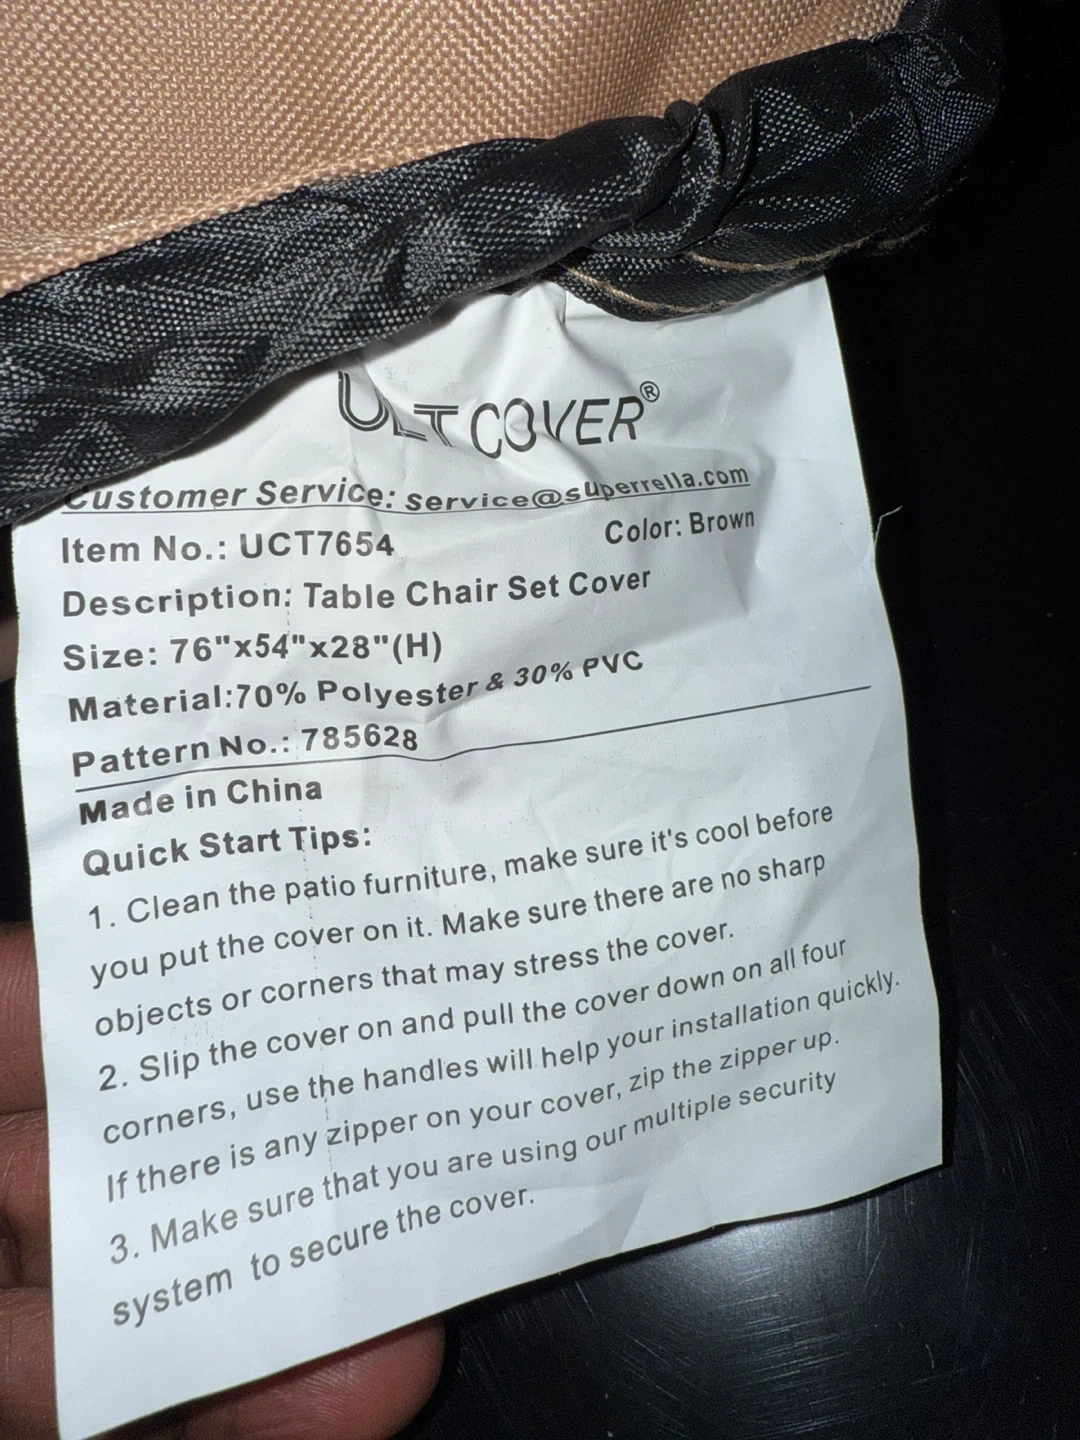 ULTCOVER®
Customer Service: service@superrella.com
Item No.: UCT7654 Color: Brown
Description: Table Chair Set Cover
Size: 76"x54"x28"(H)
Material:70% Polyester & 30% PVC
Pattern No.: 785628
Made in China
Quick Start Tips:
1. Clean the patio furniture, make sure it's cool before
you put the cover on it. Make sure there are no sharp
objects or corners that may stress the cover.
2. Slip the cover on and pull the cover down on all four
corners, use the handles will help your installation quickly.
If there is any zipper on your cover, zip the zipper up.
3. Make sure that you are using our multiple security
system to secure the cover.